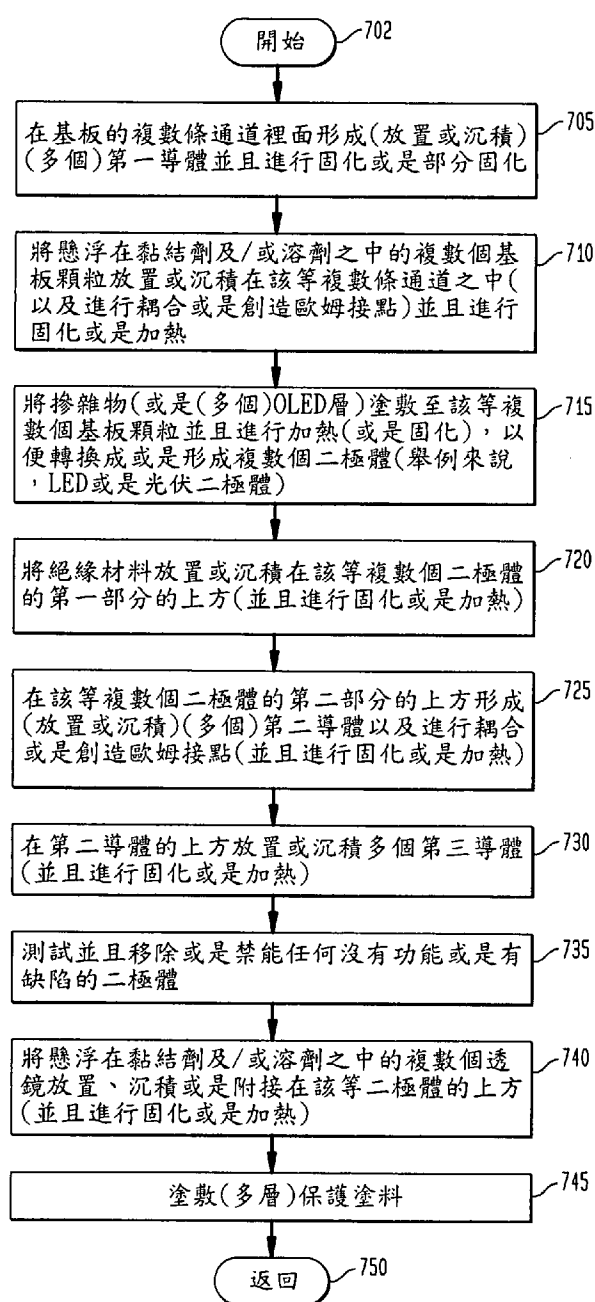 開始
702
在基板的複數條通道裡面形成(放置或沉積)
(多個)第一導體並且進行固化或是部分固化
705
將懸浮在黏結劑及/或溶劑之中的複數個基
板顆粒放置或沉積在該等複數條通道之中(
以及進行耦合或是創造歐姆接點)並且進行
固化或是加熱
710
將摻雜物(或是(多個)OLED層)塗敷至該等複
數個基板顆粒並且進行加熱(或是固化)，以
便轉換成或是形成複數個二極體(舉例來說
，LED或是光伏二極體)
715
將絕緣材料放置或沉積在該等複數個二極體
的第一部分的上方(並且進行固化或是加熱)
720
在該等複數個二極體的第二部分的上方形成
(放置或沉積)(多個)第二導體以及進行耦合
或是創造歐姆接點(並且進行固化或是加熱)
725
在第二導體的上方放置或沉積多個第三導體
(並且進行固化或是加熱)
730
測試並且移除或是禁能任何沒有功能或是有
缺陷的二極體
735
將懸浮在黏結劑及/或溶劑之中的複數個透
鏡放置、沉積或是附接在該等二極體的上方
(並且進行固化或是加熱)
740
塗敷(多層)保護塗料
745
返回
750